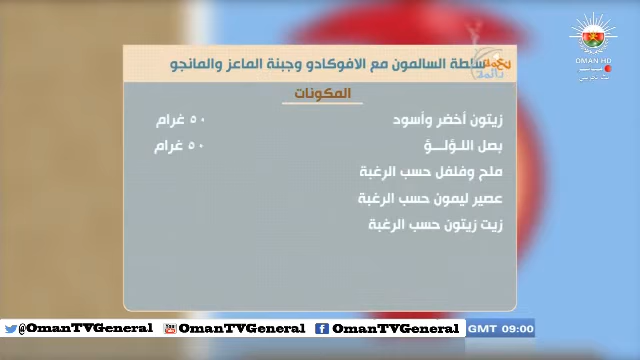 OMAN HD
سلطة السالمون مع الافوكادو وجبنة الماعز والمانجو
المكونات
زيتون أخضر وأسود ٥٠ غرام
بصل اللـؤلـــؤ ٥٠ غرام
ملح وفلفل حسب الرغبة
عصير ليمون حسب الرغبة
زيت زيتون حسب الرغبة
@OmanTVGeneral OmanTVGeneral OmanTVGeneral GMT 09:00